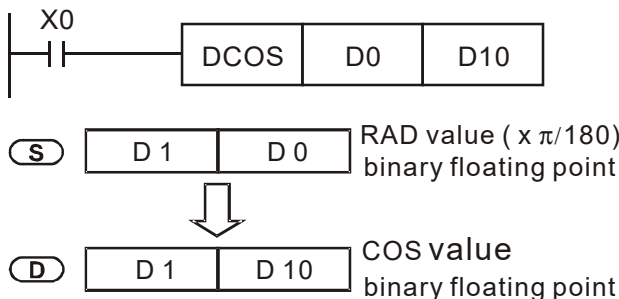 X0
DCOS D0 D10
S D 1 D 0 RAD value ( x π/180)
binary floating point
D D 1 D 10 COS value
binary floating point